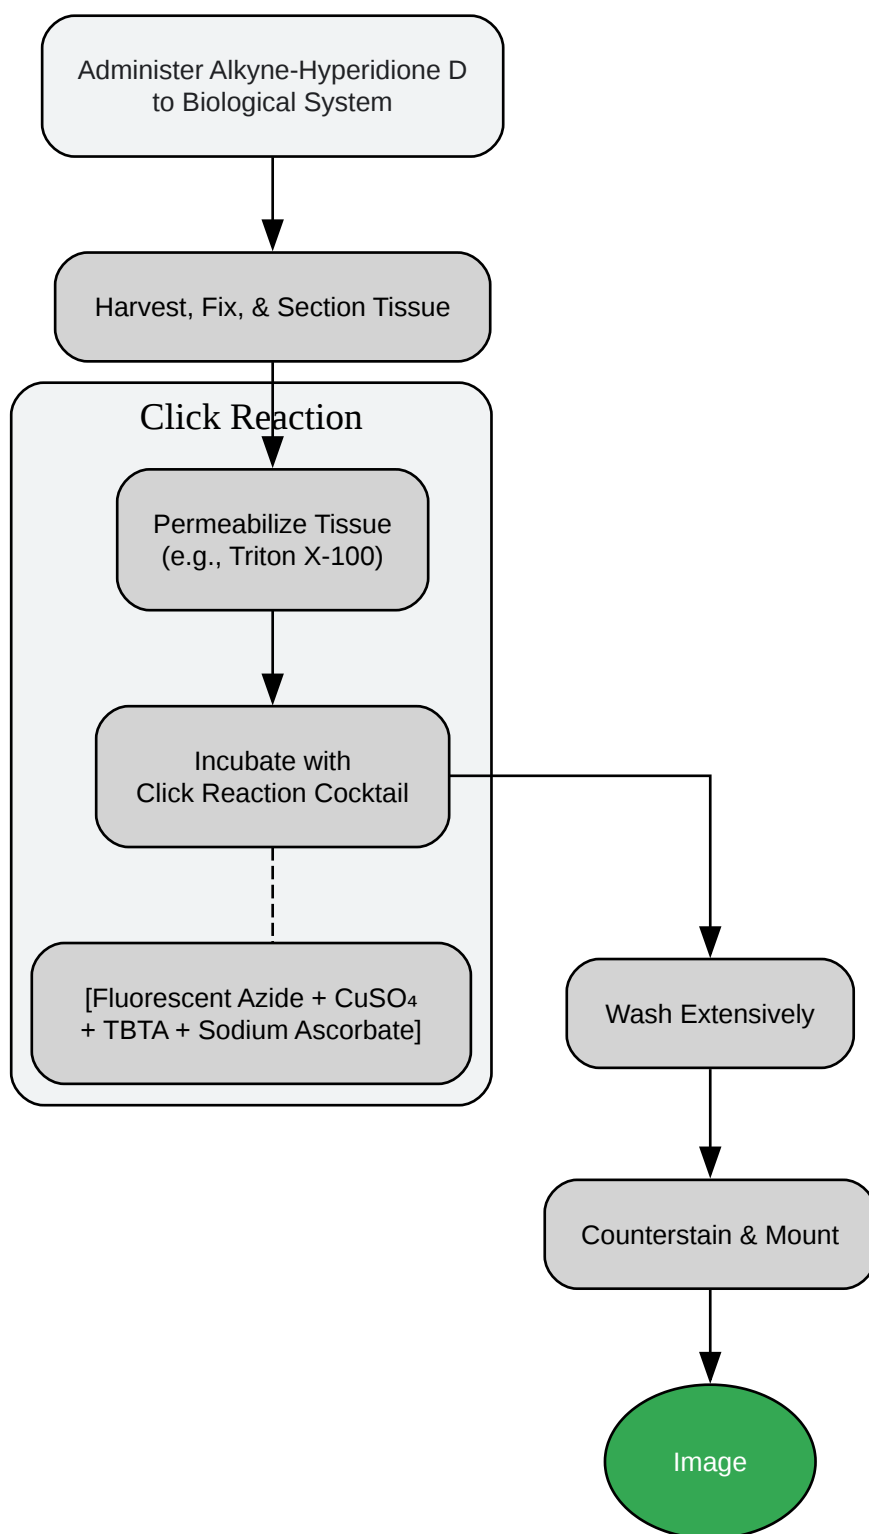 Administer Alkyne-Hyperidione D
to Biological System
Harvest, Fix, & Section Tissue
Click Reaction
Permeabilize Tissue
(e.g., Triton X-100)
Incubate with
Click Reaction Cocktail
[Fluorescent Azide + CuSO₄
+ TBTA + Sodium Ascorbate]
Wash Extensively
Counterstain & Mount
Image